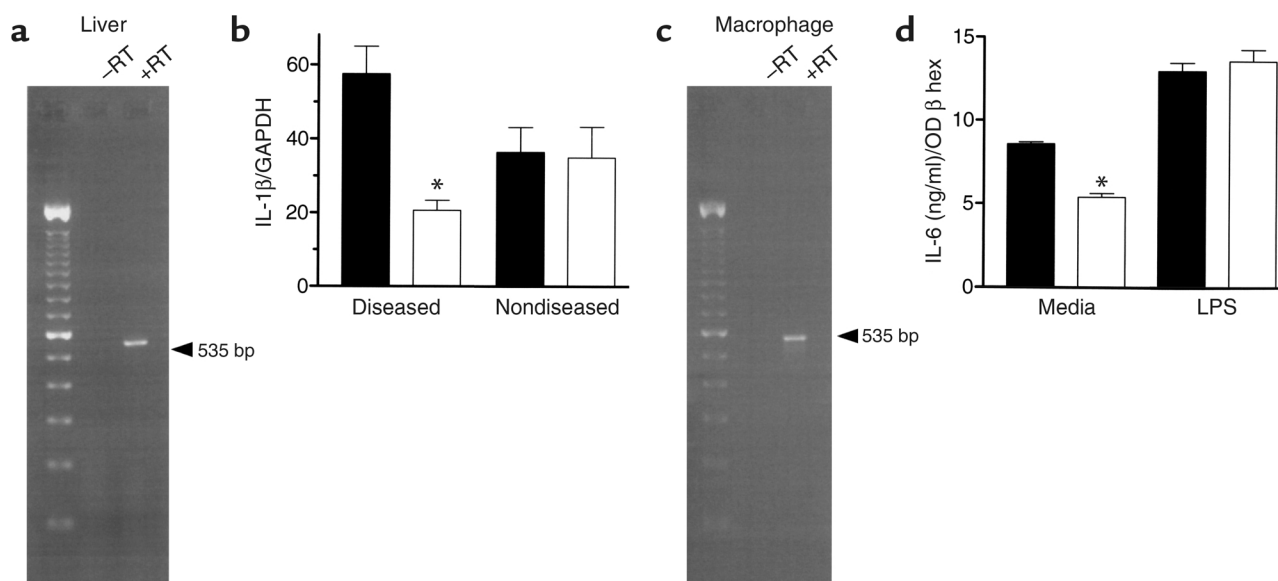 a
Liver
–RT
+RT
535 bp
b
IL-1β/GAPDH
60
40
20
0
*
Diseased
Nondiseased
c
Macrophage
–RT
+RT
535 bp
d
IL-6 (ng/ml)/OD β hex
15
10
5
0
*
Media
LPS